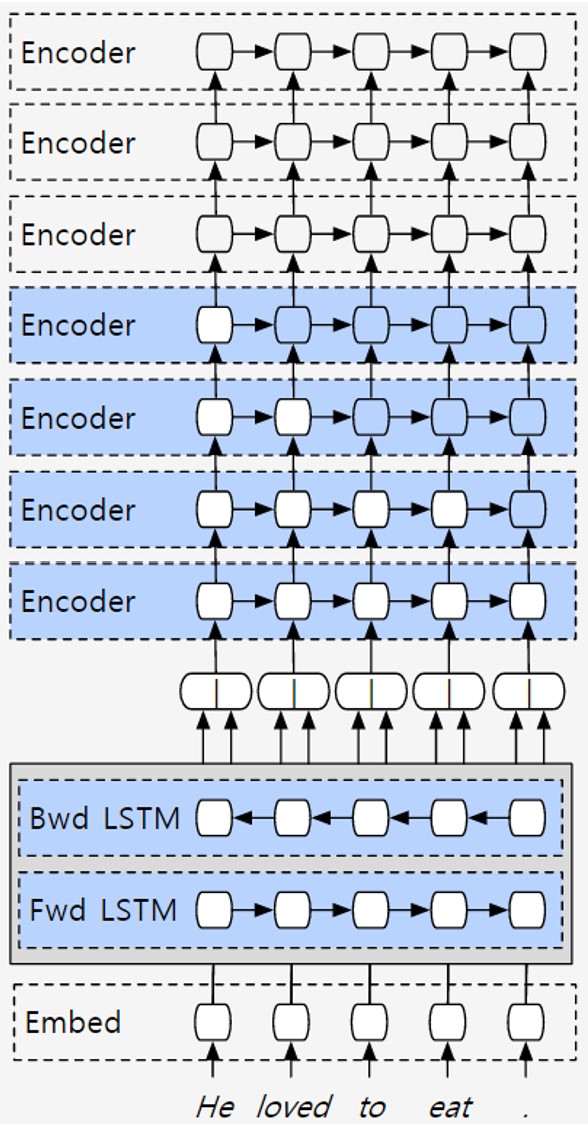 Encoder
Encoder
Encoder
Encoder
Encoder
Encoder
Encoder
Bwd LSTM
Fwd LSTM
Embed
He loved to eat .